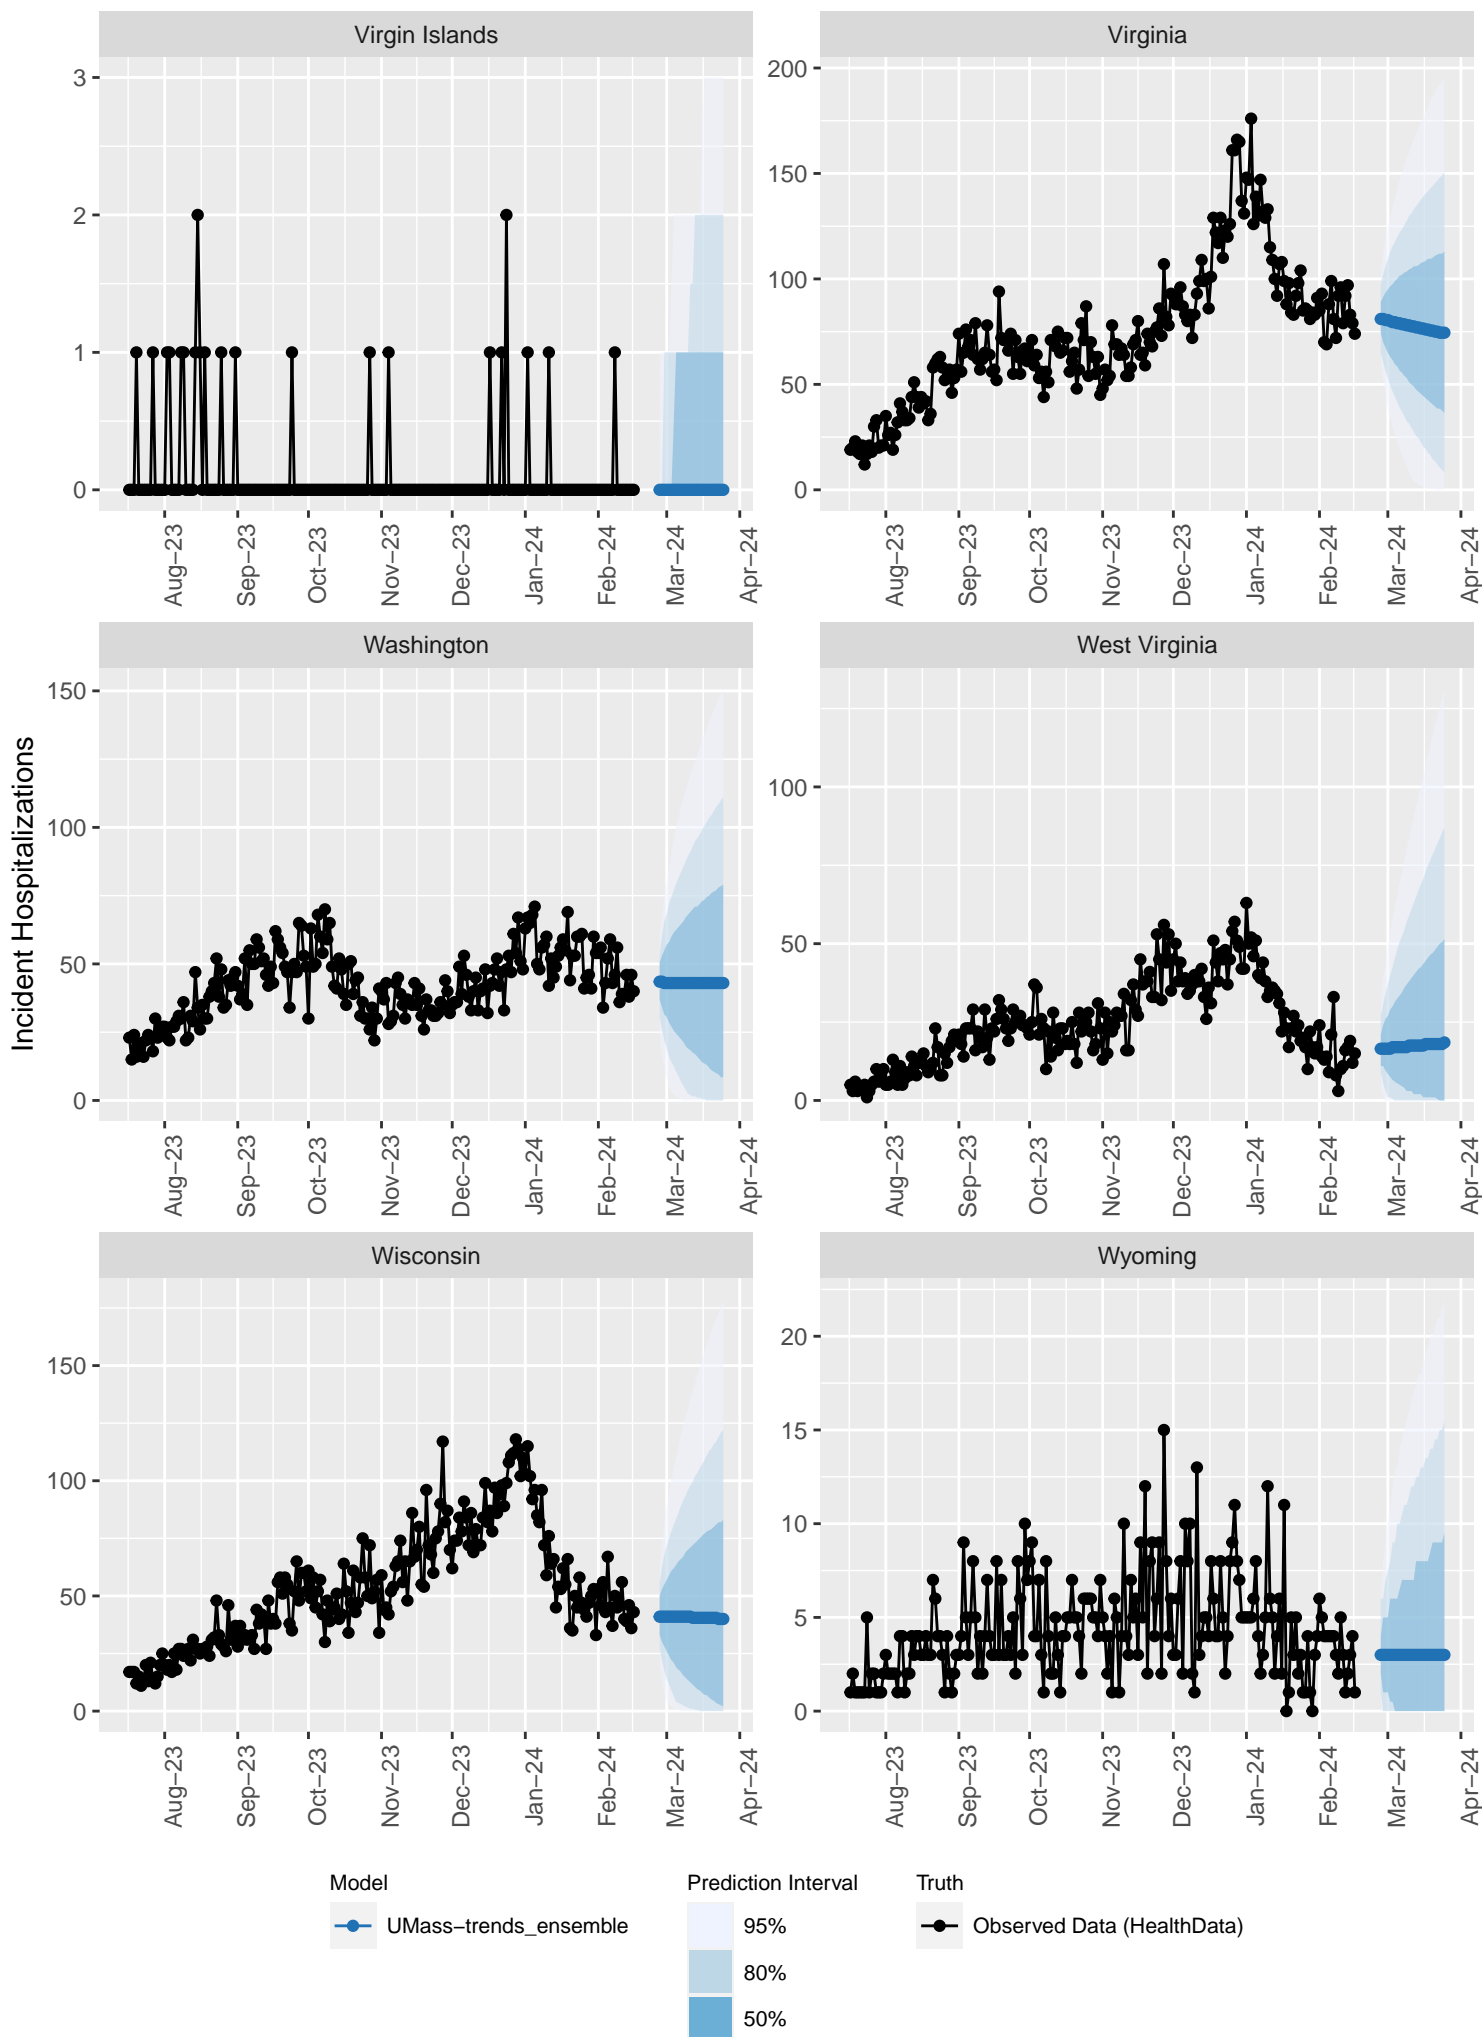 Virgin Islands
Virginia
3
2
1
0
200
150
100
50
0
Aug−23
Sep−23
Oct−23
Nov−23
Dec−23
Jan−24
Feb−24
Mar−24
Apr−24
Aug−23
Sep−23
Oct−23
Nov−23
Dec−23
Jan−24
Feb−24
Mar−24
Apr−24
Washington
West Virginia
150
100
50
0
100
50
0
Aug−23
Sep−23
Oct−23
Nov−23
Dec−23
Jan−24
Feb−24
Mar−24
Apr−24
Aug−23
Sep−23
Oct−23
Nov−23
Dec−23
Jan−24
Feb−24
Mar−24
Apr−24
Incident Hospitalizations
Wisconsin
Wyoming
150
100
50
0
20
15
10
5
0
Aug−23
Sep−23
Oct−23
Nov−23
Dec−23
Jan−24
Feb−24
Mar−24
Apr−24
Aug−23
Sep−23
Oct−23
Nov−23
Dec−23
Jan−24
Feb−24
Mar−24
Apr−24
Model
UMass−trends_ensemble
Prediction Interval
95%
80%
50%
Truth
Observed Data (HealthData)